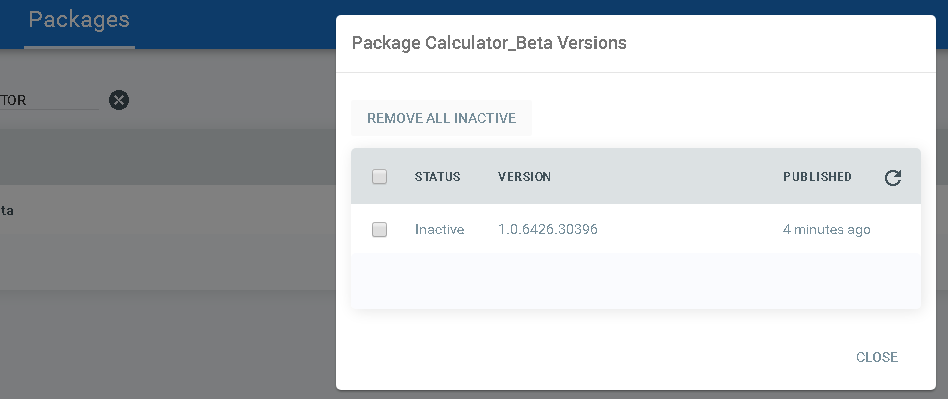 Packages
Package Calculator_Beta Versions
TOR
REMOVE ALL INACTIVE
STATUS VERSION PUBLISHED
ta
Inactive 1.0.6426.30396 4 minutes ago
CLOSE